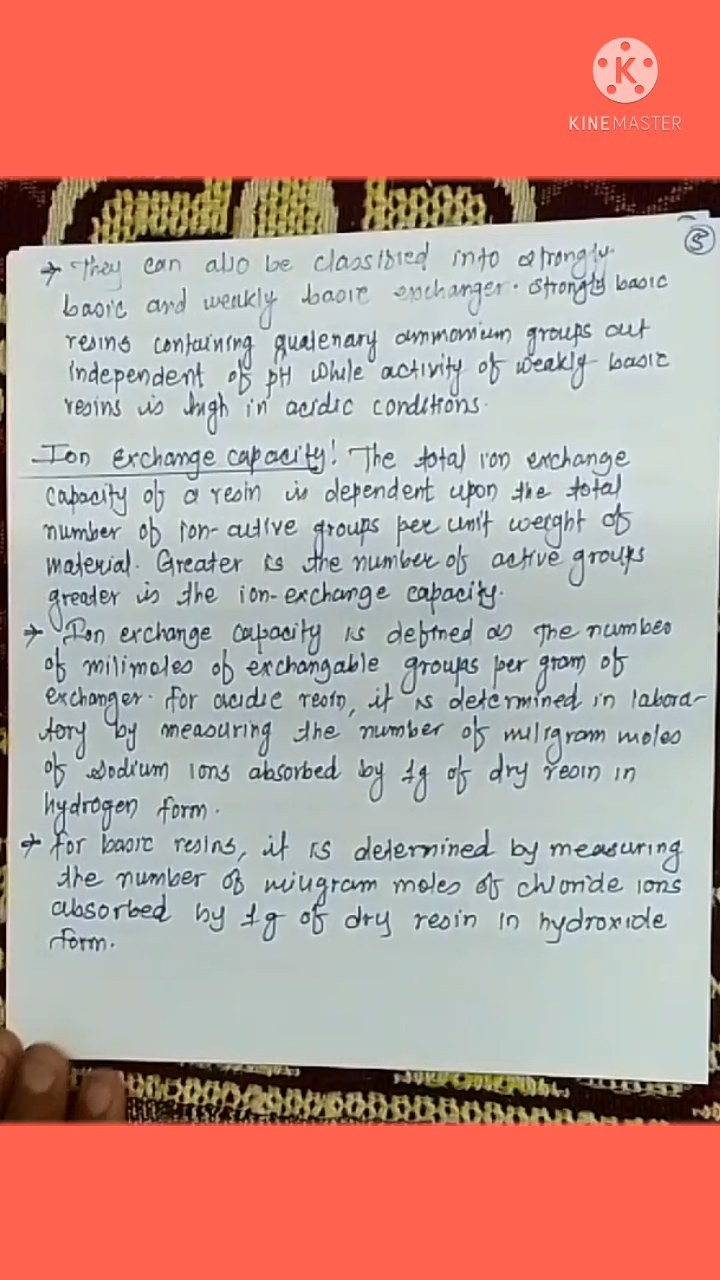 KINEMASTER
5
→ They can also be classified into strongly
basic and weakly basic exchanger. Strongly basic
resins containing quatenary ammonium groups act
independent of pH while activity of weakly basic
resins is high in acidic conditions.
Ion exchange capacity: The total ion exchange
capacity of a resin is dependent upon the total
number of ion-active groups per unit weight of
material. Greater is the number of active groups
greater is the ion-exchange capacity.
→ Ion exchange capacity is defined as the number
of milimoles of exchangable groups per gram of
exchanger. for acidic resin, it is determined in labora-
tory by measuring the number of miligram moles
of sodium ions absorbed by 1g of dry resin in
hydrogen form.
→ for basic resins, it is determined by measuring
the number of miligram moles of chloride ions
absorbed by 1g of dry resin in hydroxide
form.